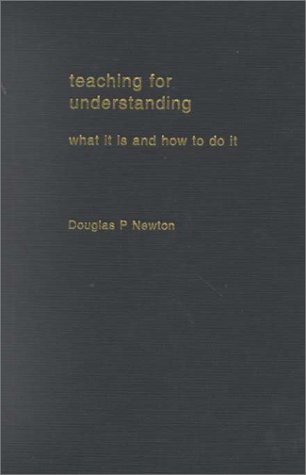 teaching for
understanding
what it is and how to do it
Douglas P Newton